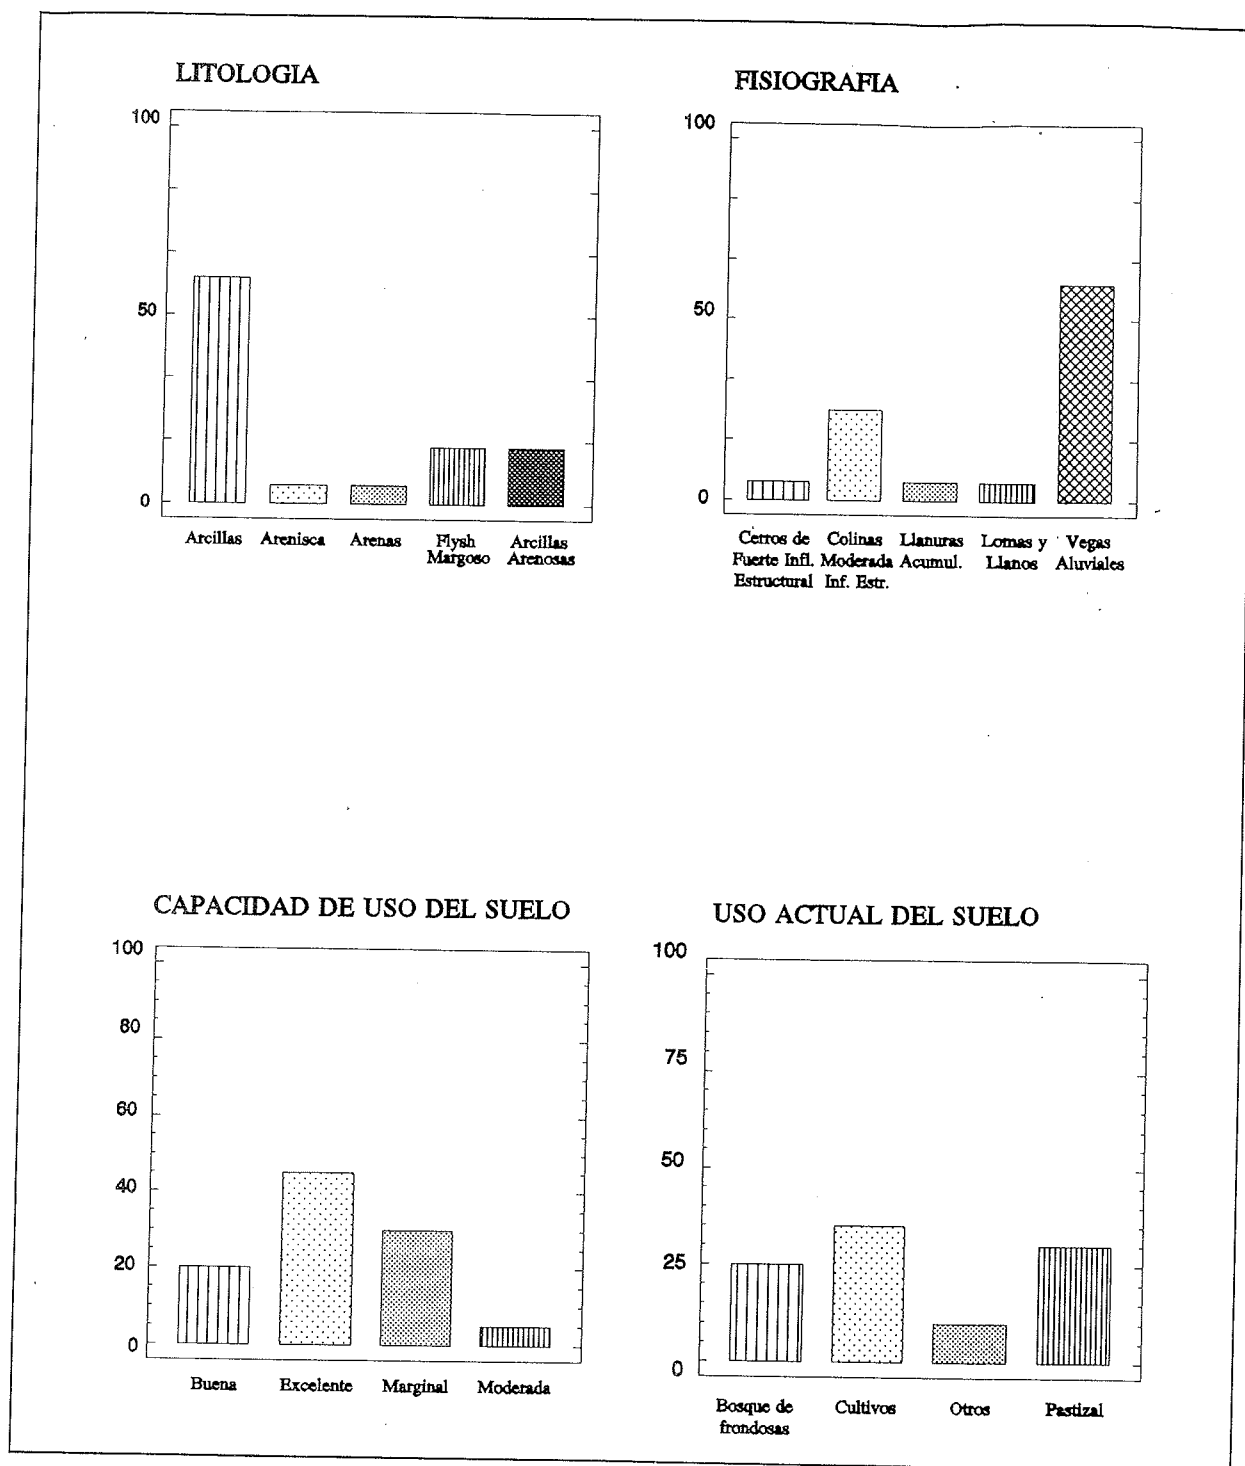 LITOLOGIA
100
50
0
Arcillas Arenisca Arenas Flysh Arcillas
Margoso Arenosas
FISIOGRAFIA
100
50
0
Cerros de Colinas Llanuras Lomas y Vegas
Fuerte Infl. Moderada Acumul. Llanos Aluviales
Estructural Inf. Estr.
CAPACIDAD DE USO DEL SUELO
100
80
60
40
20
0
Buena Excelente Marginal Moderada
USO ACTUAL DEL SUELO
100
75
50
25
0
Bosque de Cultivos Otros Pastizal
frondosas